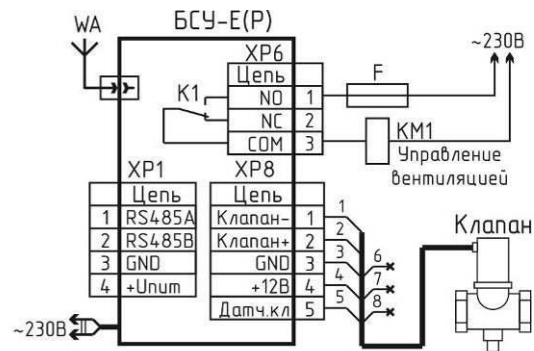 БСУ-Е(Р)
WA
XP6
~230В
Цепь
F
K1
NO 1
NC 2
COM 3
KM1
Управление
вентиляцией
XP1
XP8
Цепь
Цепь
1 RS485A
2 RS485B
3 GND
4 +Uпит
Клапан- 1
Клапан+ 2
GND 3
+12В 4
Датч.кл 5
1
2
3
4
5
6
7
8
Клапан
~230В